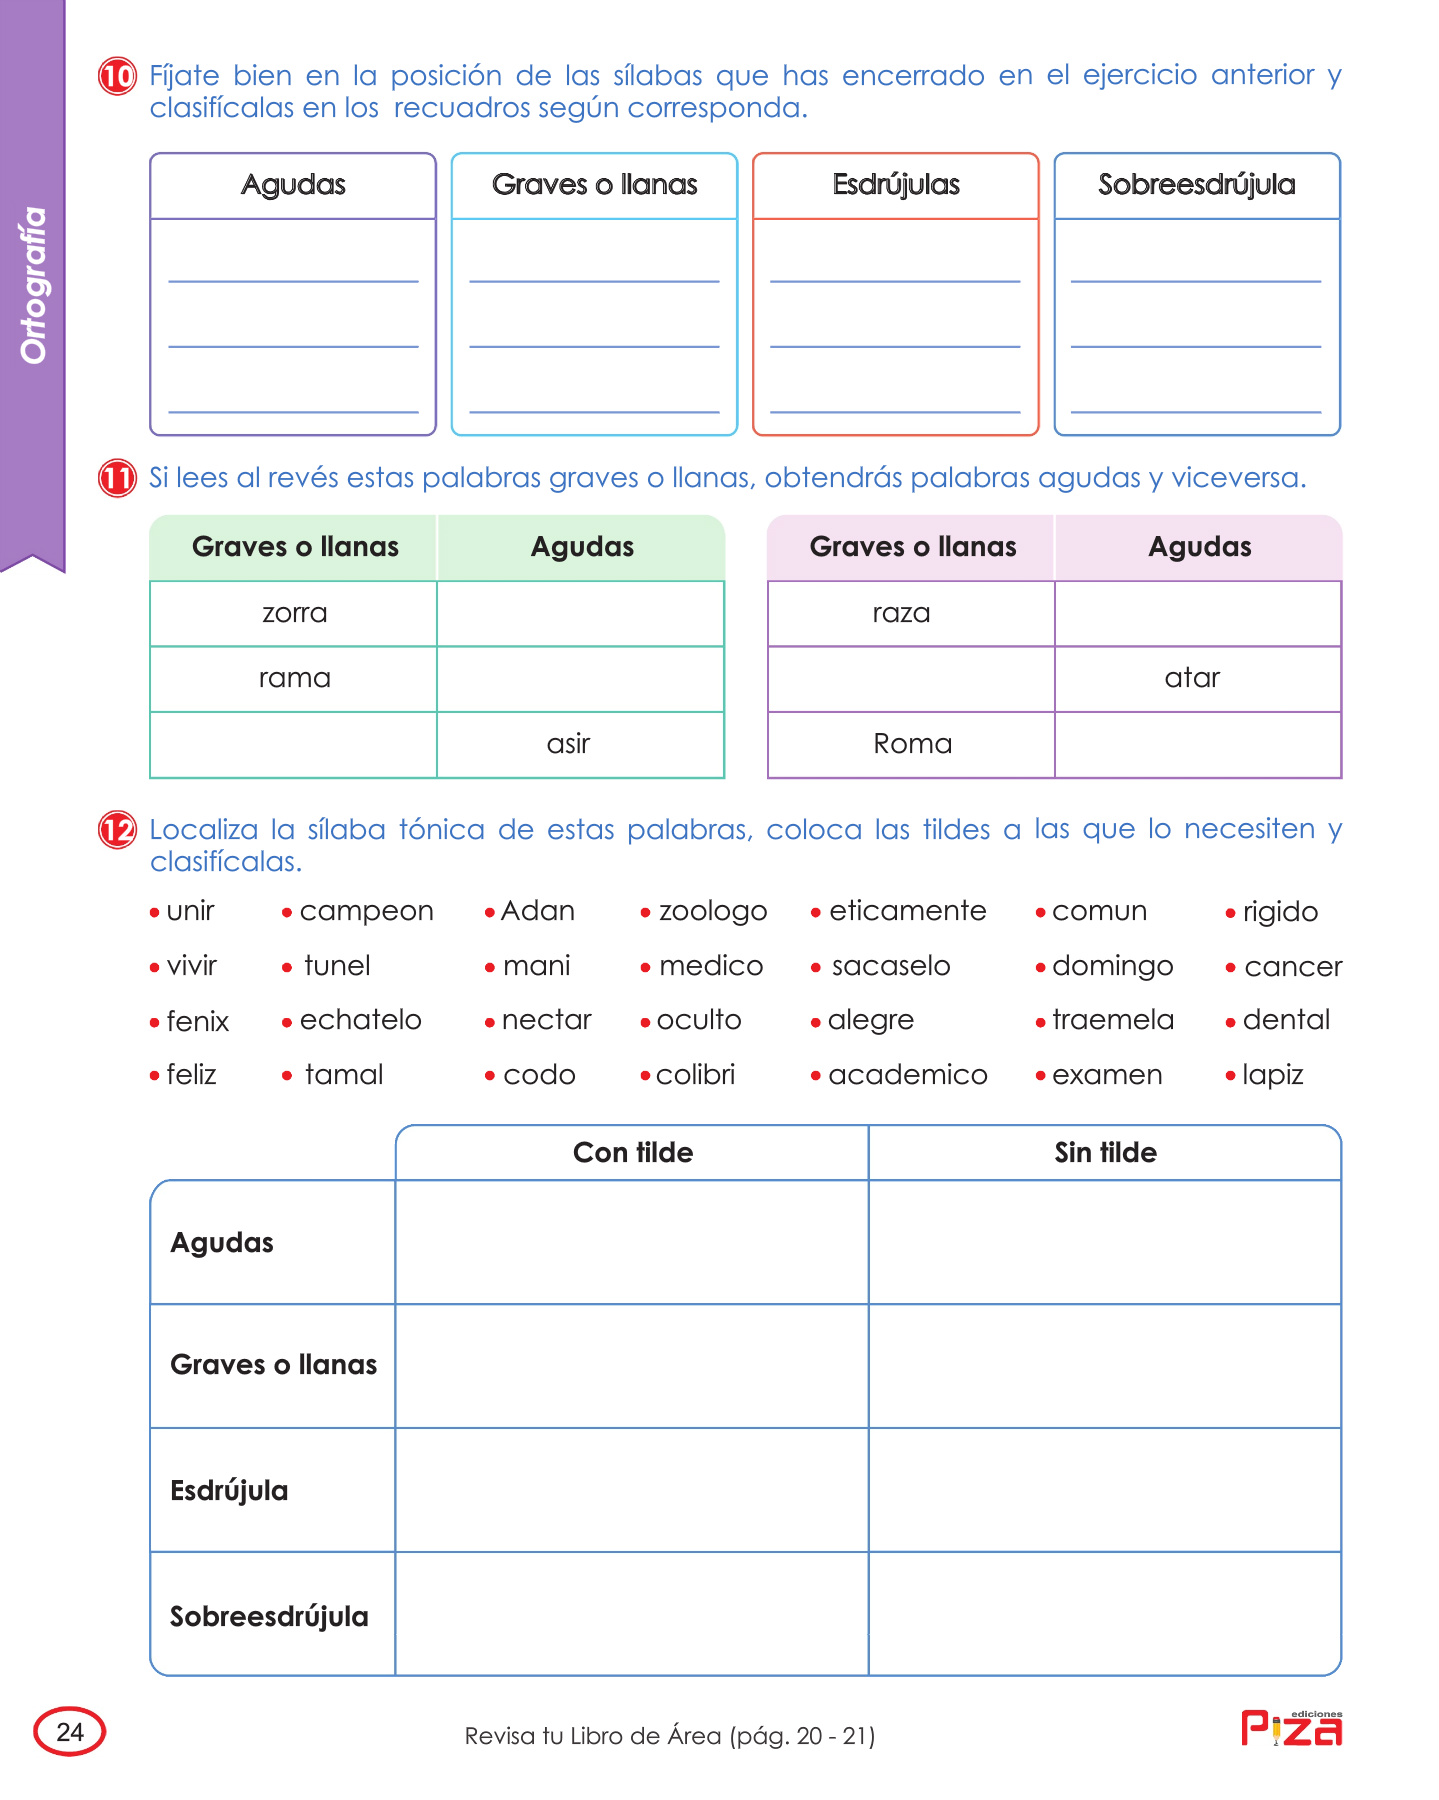 Ortografía
10 Fíjate bien en la posición de las sílabas que has encerrado en el ejercicio anterior y
clasifícalas en los recuadros según corresponda.
Agudas Graves o llanas Esdrújulas Sobreesdrújula
11 Si lees al revés estas palabras graves o llanas, obtendrás palabras agudas y viceversa.
Graves o llanas Agudas Graves o llanas Agudas
zorra raza
rama atar
asir Roma
12 Localiza la sílaba tónica de estas palabras, coloca las tildes a las que lo necesiten y
clasifícalas.
• unir • campeon • Adan • zoologo • eticamente • comun • rigido
• vivir • tunel • mani • medico • sacaselo • domingo • cancer
• fenix • echatelo • nectar • oculto • alegre • traemela • dental
• feliz • tamal • codo • colibri • academico • examen • lapiz
Con tilde Sin tilde
Agudas
Graves o llanas
Esdrújula
Sobreesdrújula
24
Revisa tu Libro de Área (pág. 20 - 21)
ediciones
Piza